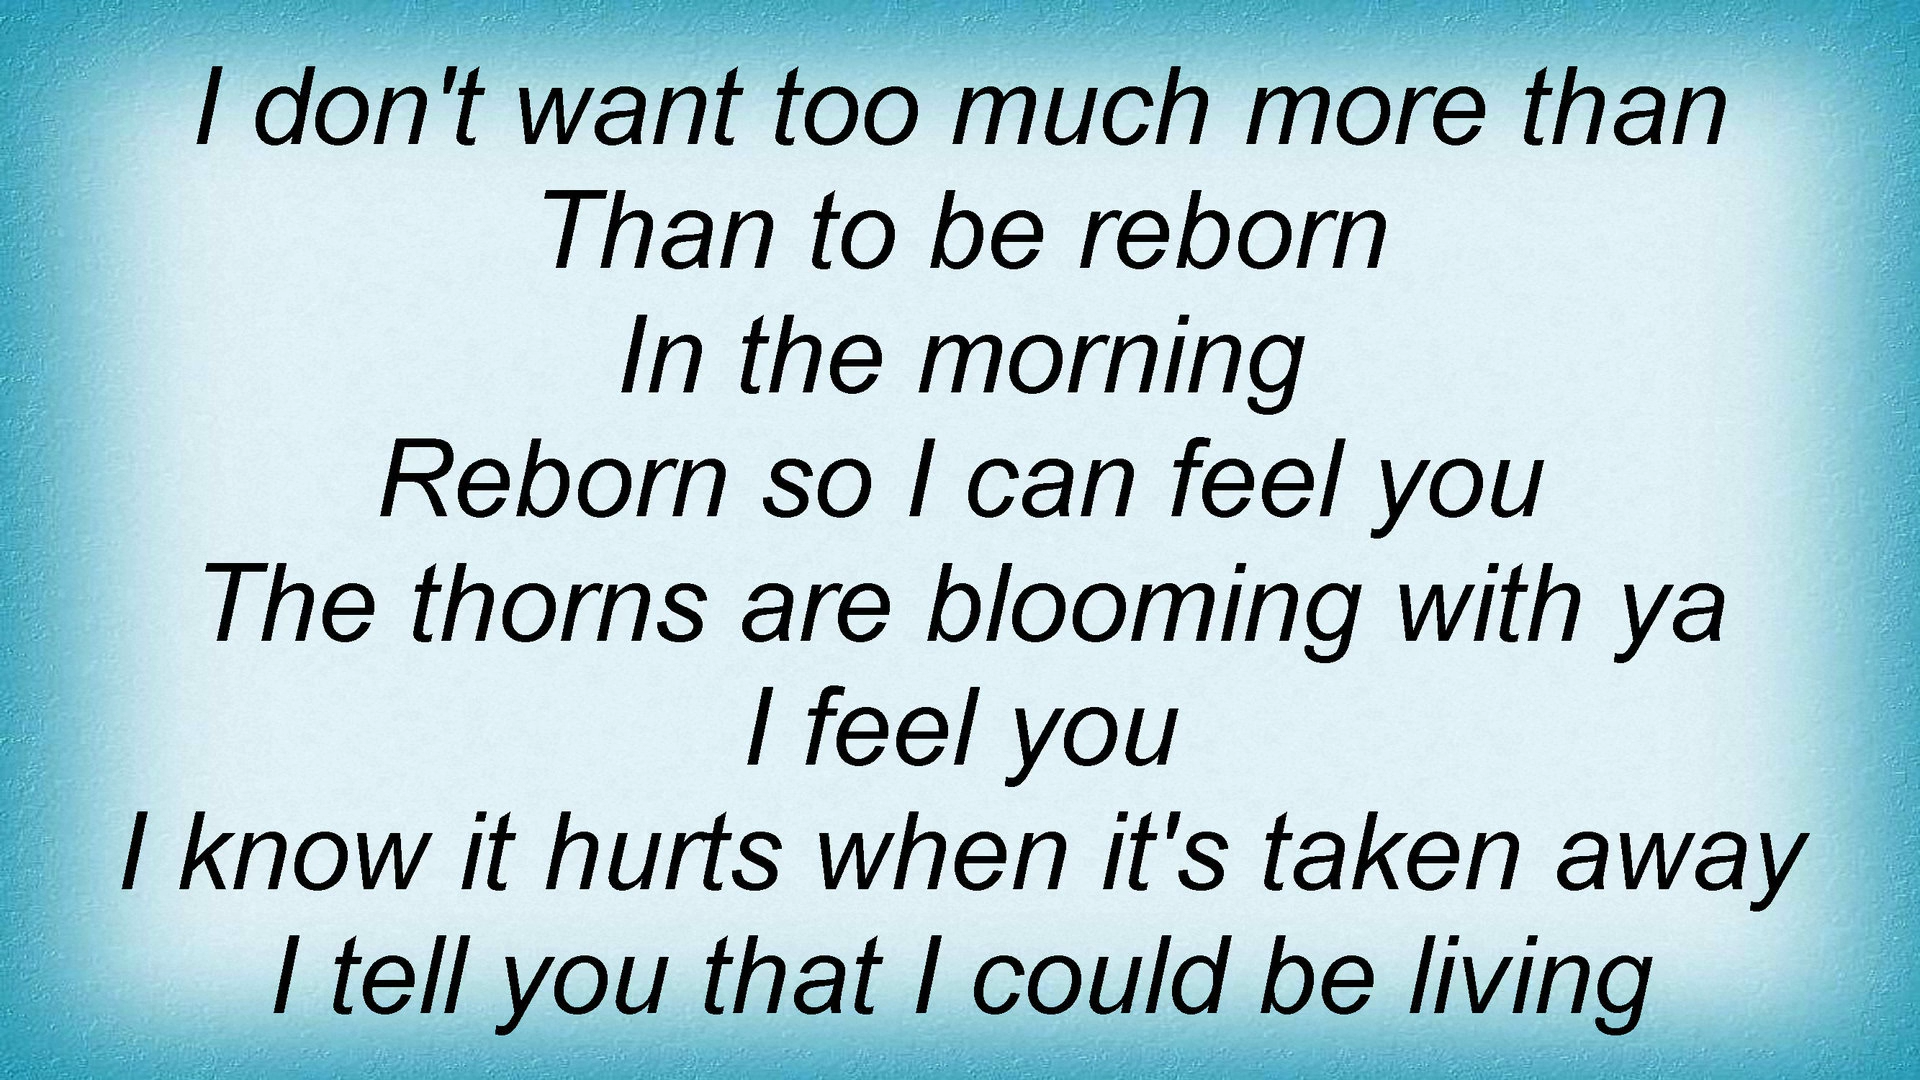 I don't want too much more than
Than to be reborn
In the morning
Reborn so I can feel you
The thorns are blooming with ya
I feel you
I know it hurts when it's taken away
I tell you that I could be living